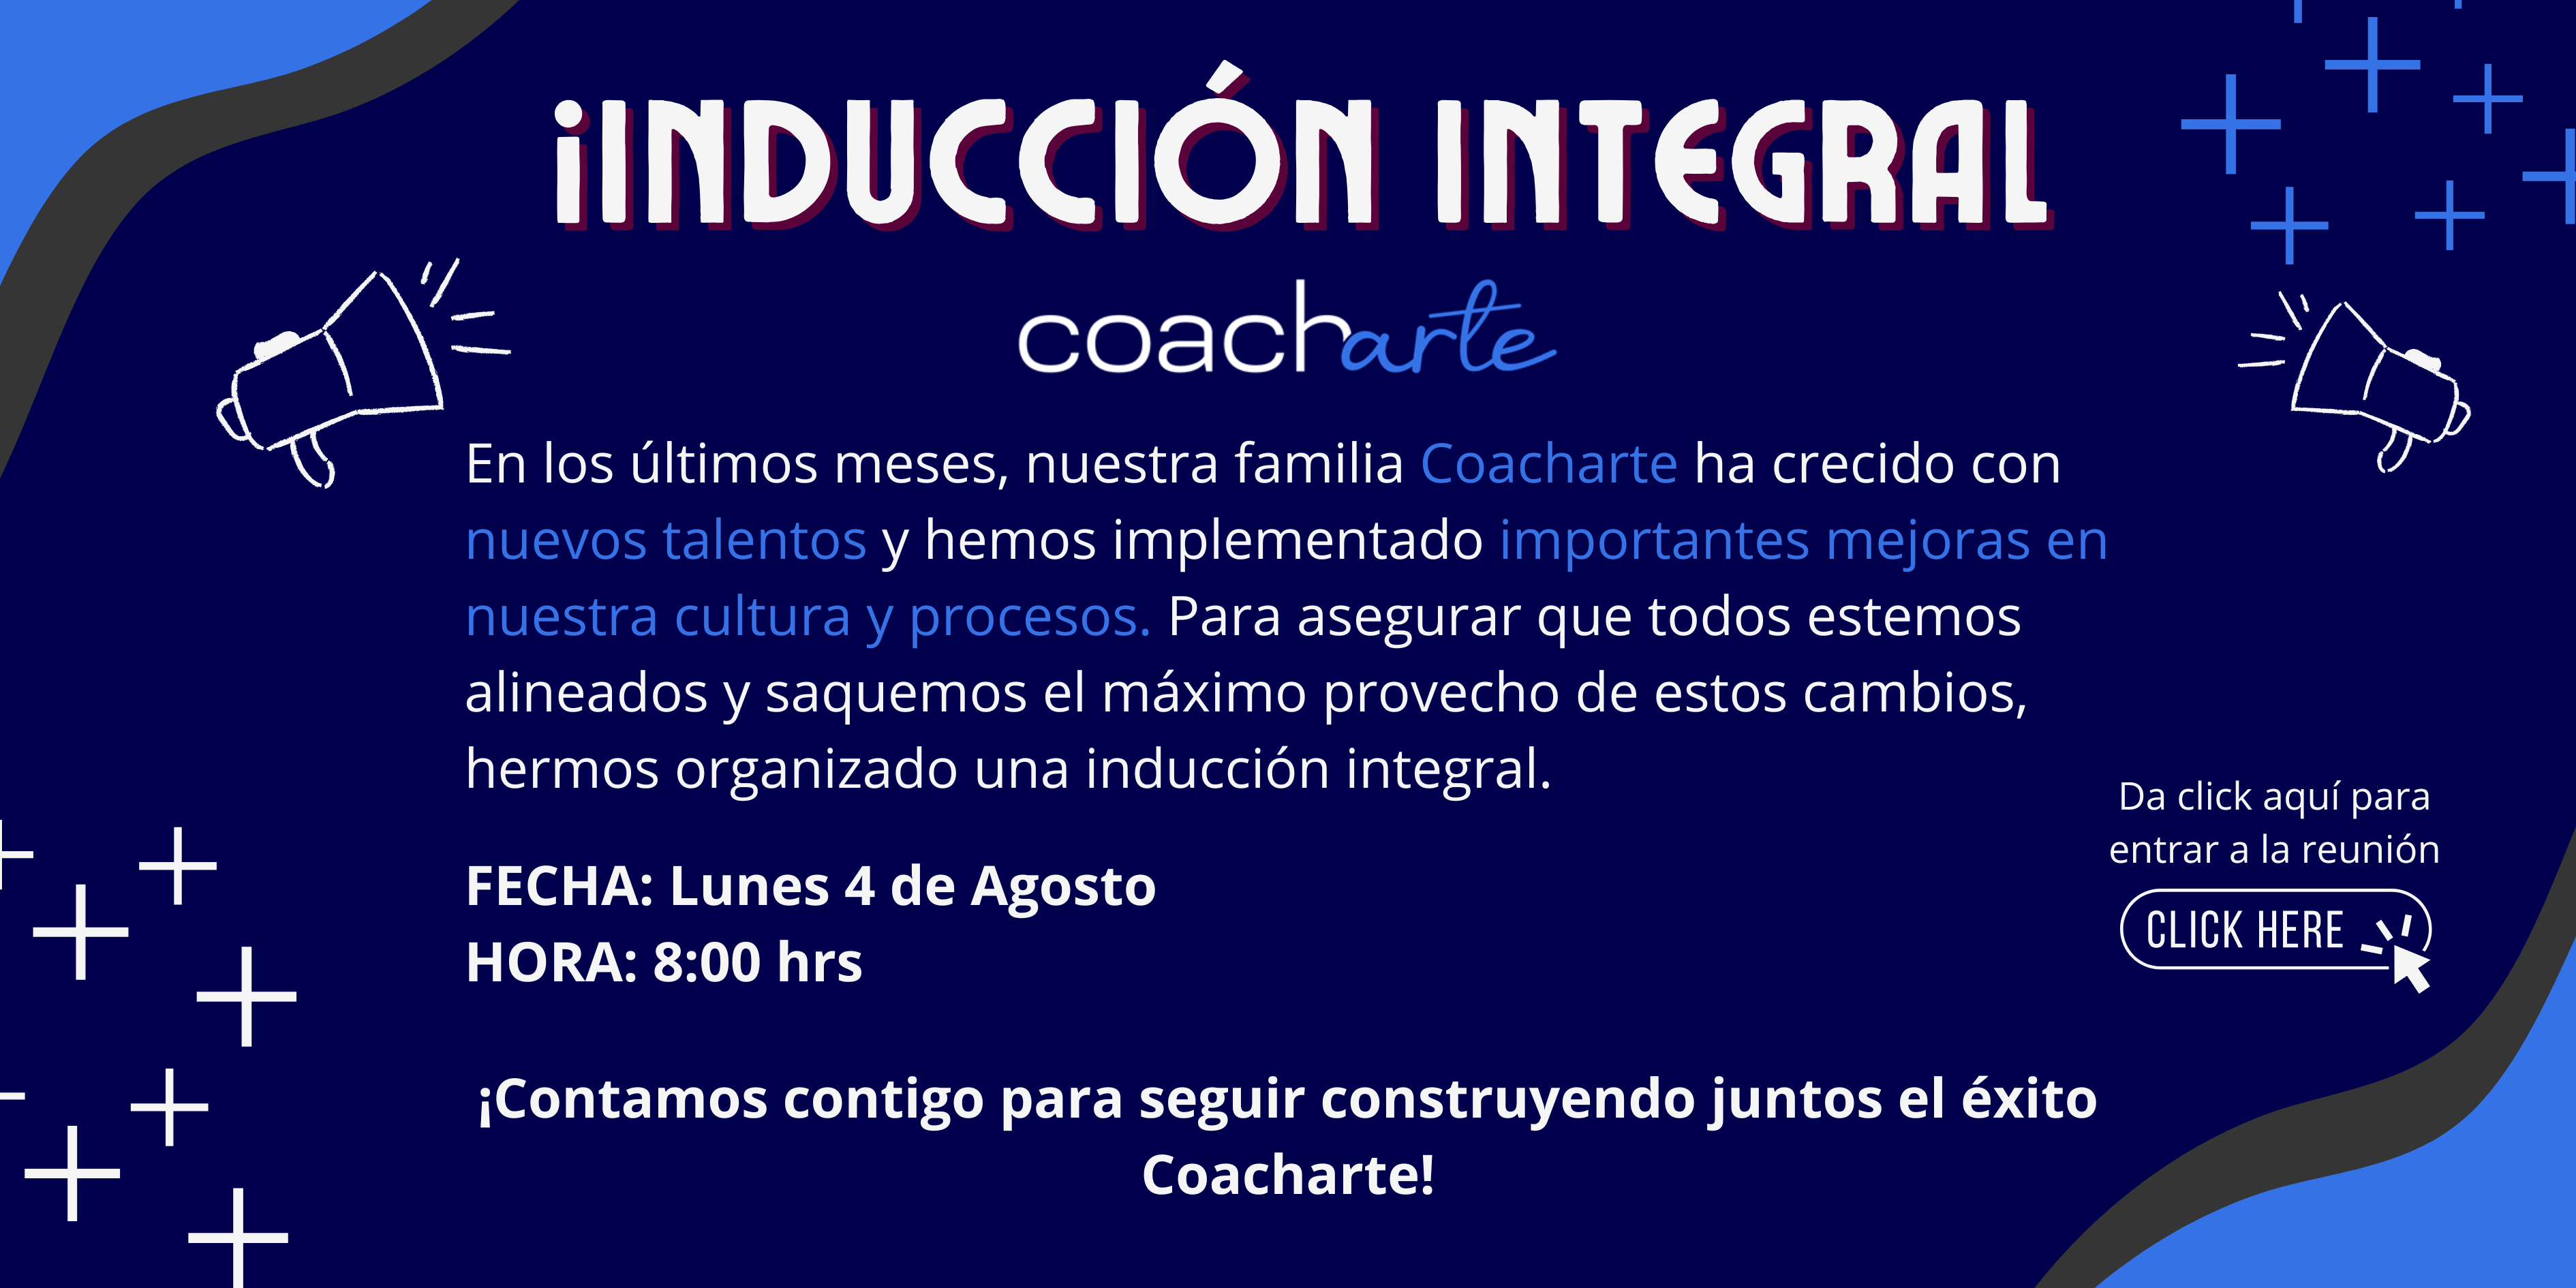 ¡INDUCCIÓN INTEGRAL
coacharte
En los últimos meses, nuestra familia Coacharte ha crecido con
nuevos talentos y hemos implementado importantes mejoras en
nuestra cultura y procesos. Para asegurar que todos estemos
alineados y saquemos el máximo provecho de estos cambios,
hermos organizado una inducción integral.
FECHA: Lunes 4 de Agosto
HORA: 8:00 hrs
Da click aquí para
entrar a la reunión
CLICK HERE
¡Contamos contigo para seguir construyendo juntos el éxito
Coacharte!